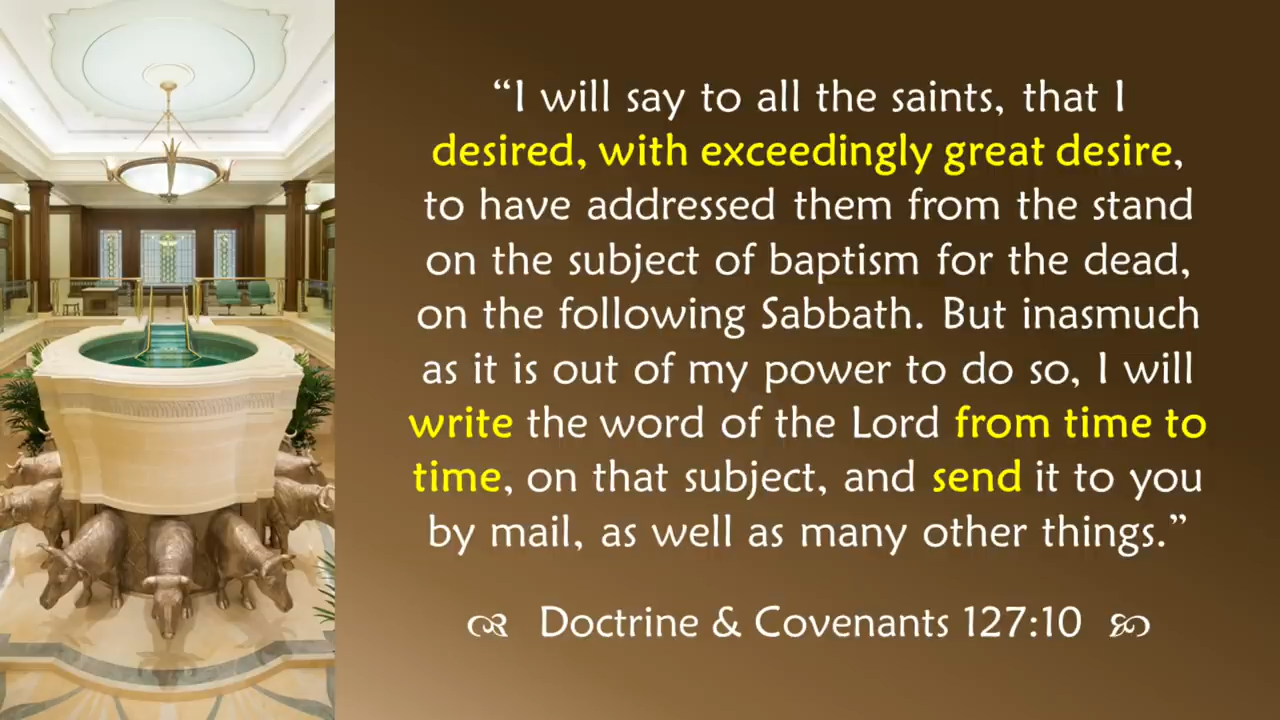 “I will say to all the saints, that I
desired, with exceedingly great desire,
to have addressed them from the stand
on the subject of baptism for the dead,
on the following Sabbath. But inasmuch
as it is out of my power to do so, I will
write the word of the Lord from time to
time, on that subject, and send it to you
by mail, as well as many other things.”
Doctrine & Covenants 127:10